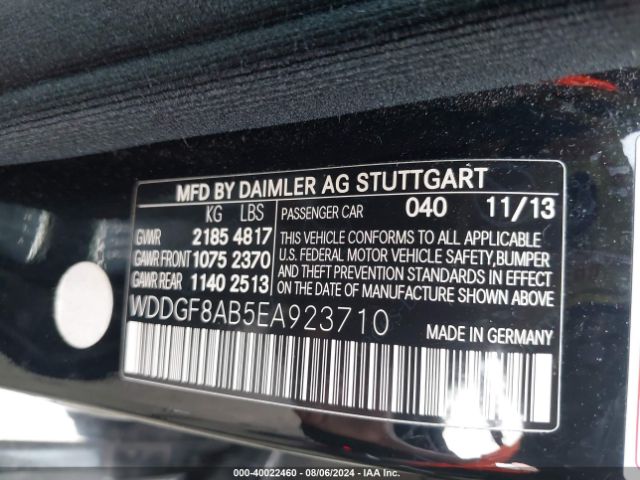 MFD BY DAIMLER AG STUTTGART
KG LBS
GVWR 2185 4817
GAWR FRONT 1075 2370
GAWR REAR 1140 2513
PASSENGER CAR 040 11/13
THIS VEHICLE CONFORMS TO ALL APPLICABLE
U.S. FEDERAL MOTOR VEHICLE SAFETY,BUMPER
AND THEFT PREVENTION STANDARDS IN EFFECT
ON THE DATE OF MANUFACTURE SHOWN ABOVE
WDDGF8AB5EA923710
MADE IN GERMANY
000-40022460 - 08/06/2024 - IAA Inc.